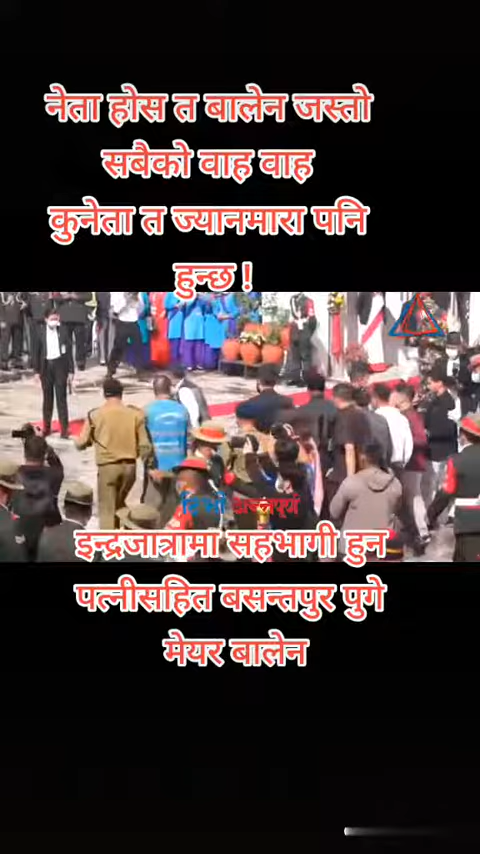 नेता होस त बालेन जस्तो
सबैको वाह वाह
कुनेता त ज्यानमारा पनि
हुन्छ !
इन्द्रजात्रामा सहभागी हुन
पत्नीसहित बसन्तपुर पुगे
मेयर बालेन